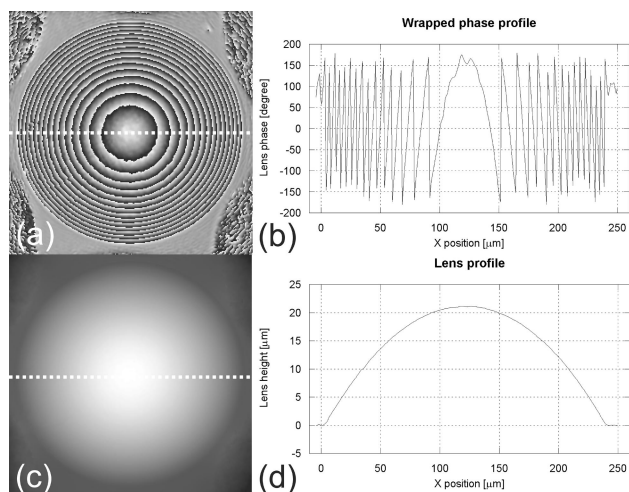 (a)
Wrapped phase profile
200
150
100
50
0
-50
-100
-150
-200
Lens phase [degree]
0 50 100 150 200 250
X position [μm]
(b)
(c)
Lens profile
25
20
15
10
5
0
-5
Lens height [μm]
0 50 100 150 200 250
X position [μm]
(d)